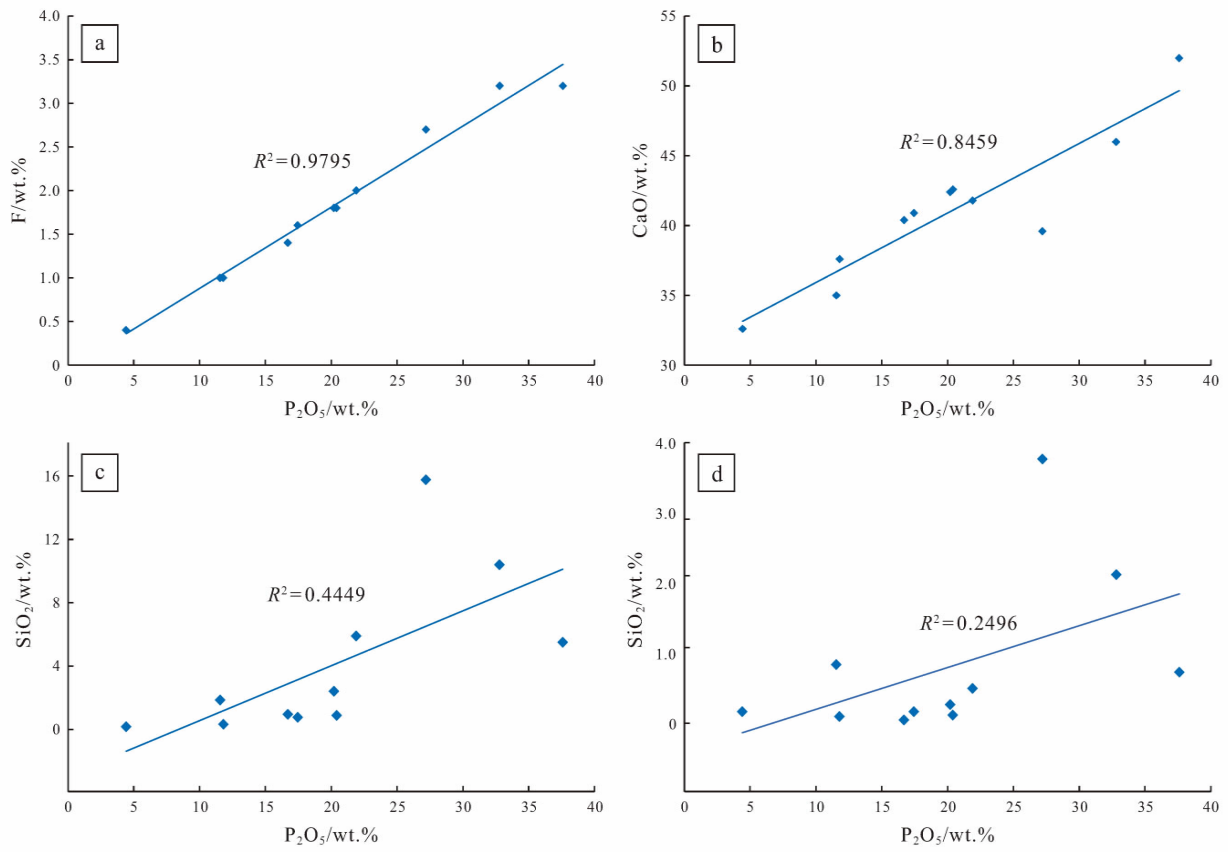 a
4.0
3.5
3.0
2.5
2.0
1.5
1.0
0.5
0
F/wt.%
R²=0.9795
0 5 10 15 20 25 30 35 40
P₂O₅/wt.%
b
55
50
45
40
35
30
CaO/wt.%
R²=0.8459
0 5 10 15 20 25 30 35 40
P₂O₅/wt.%
c
16
12
8
4
0
SiO₂/wt.%
R²=0.4449
0 5 10 15 20 25 30 35 40
P₂O₅/wt.%
d
4.0
3.0
2.0
1.0
0
SiO₂/wt.%
R²=0.2496
0 5 10 15 20 25 30 35 40
P₂O₅/wt.%